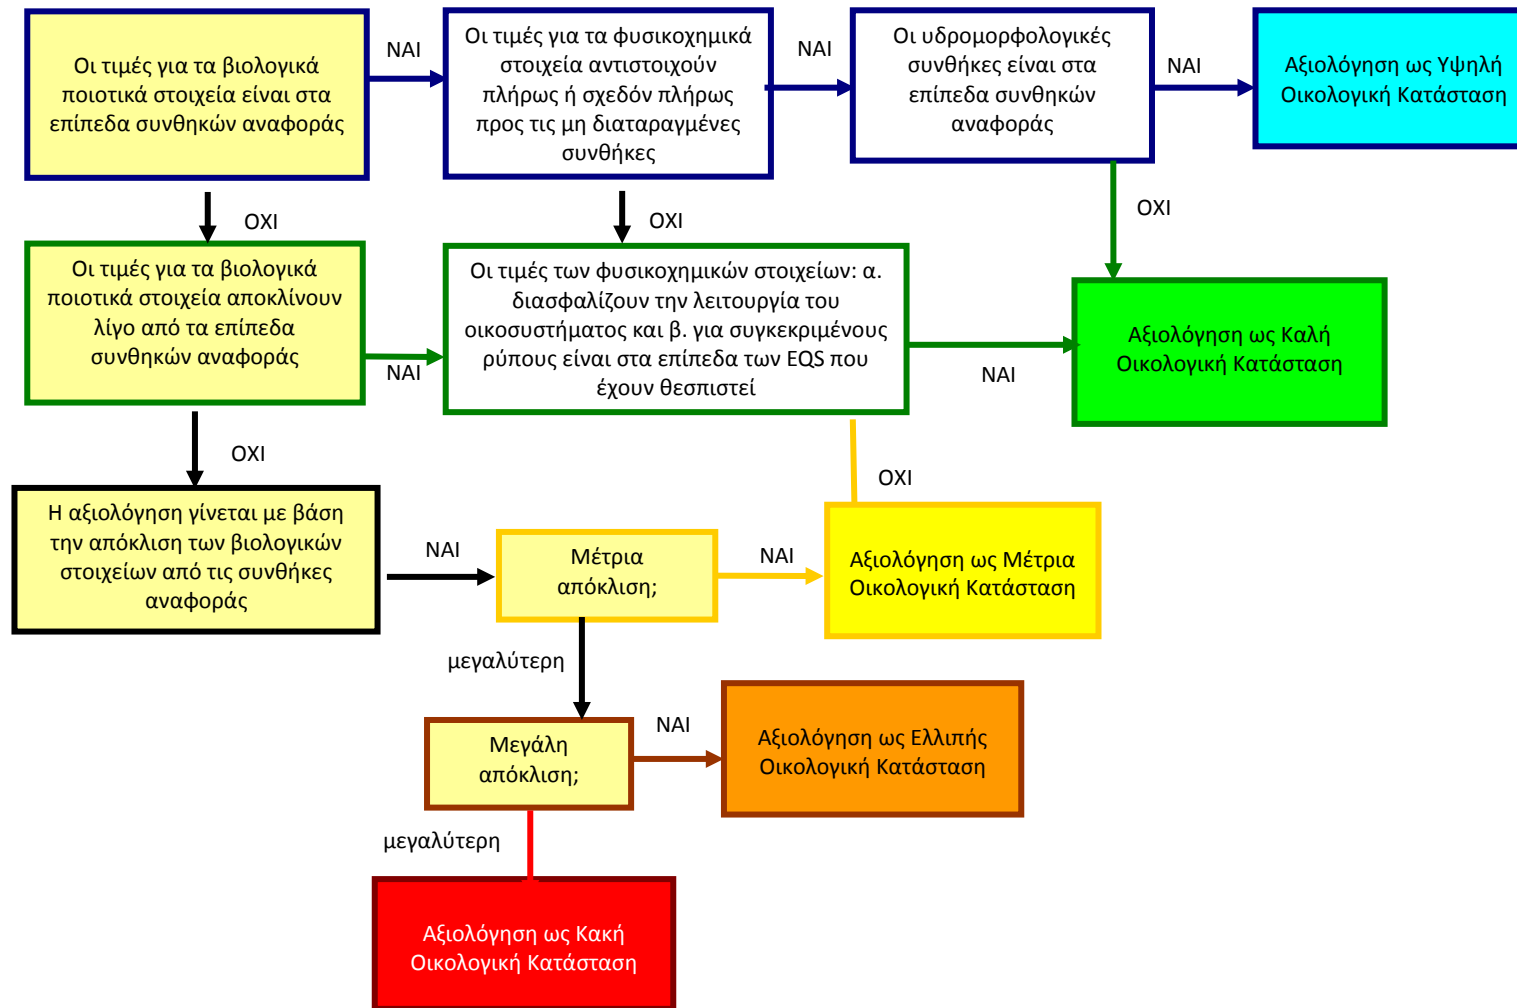 Οι τιμές για τα βιολογικά
ποιοτικά στοιχεία είναι στα
επίπεδα συνθηκών αναφοράς
ΝΑΙ
Οι τιμές για τα φυσικοχημικά
στοιχεία αντιστοιχούν
πλήρως ή σχεδόν πλήρως
προς τις μη διαταραγμένες
συνθήκες
ΝΑΙ
Οι υδρομορφολογικές
συνθήκες είναι στα
επίπεδα συνθηκών
αναφοράς
ΝΑΙ
Αξιολόγηση ως Υψηλή
Οικολογική Κατάσταση
ΟΧΙ
ΟΧΙ
ΟΧΙ
Οι τιμές για τα βιολογικά
ποιοτικά στοιχεία αποκλίνουν
λίγο από τα επίπεδα
συνθηκών αναφοράς
ΝΑΙ
Οι τιμές των φυσικοχημικών στοιχείων: α.
διασφαλίζουν την λειτουργία του
οικοσυστήματος και β. για συγκεκριμένους
ρύπους είναι στα επίπεδα των EQS που
έχουν θεσπιστεί
ΝΑΙ
Αξιολόγηση ως Καλή
Οικολογική Κατάσταση
ΟΧΙ
ΟΧΙ
Η αξιολόγηση γίνεται με βάση
την απόκλιση των βιολογικών
στοιχείων από τις συνθήκες
αναφοράς
ΝΑΙ
Μέτρια
απόκλιση;
ΝΑΙ
Αξιολόγηση ως Μέτρια
Οικολογική Κατάσταση
μεγαλύτερη
Μεγάλη
απόκλιση;
ΝΑΙ
Αξιολόγηση ως Ελλιπής
Οικολογική Κατάσταση
μεγαλύτερη
Αξιολόγηση ως Κακή
Οικολογική Κατάσταση